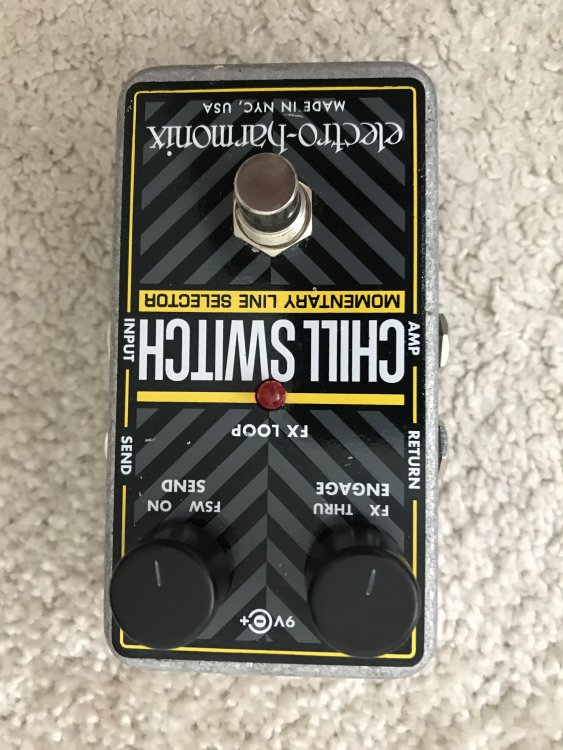 9V - +
FX THRU
ENGAGE
FSW ON
SEND
RETURN
FX LOOP
SEND
AMP
CHILL SWITCH
INPUT
MOMENTARY LINE SELECTOR
electro-harmonix
MADE IN NYC, USA